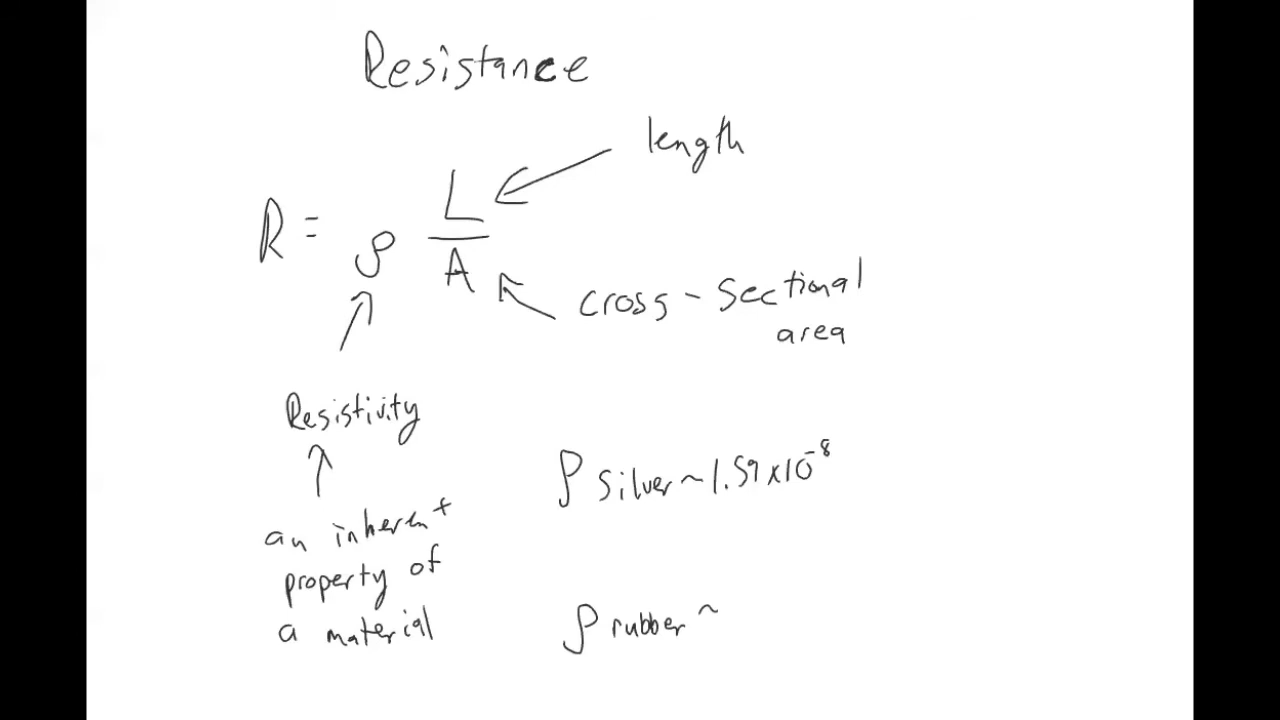 Resistance
length
R = ρ L/A
cross-sectional
area
Resistivity
ρ silver ~ 1.59 x 10⁻⁸
an inherent
property of
a material
ρ rubber ~